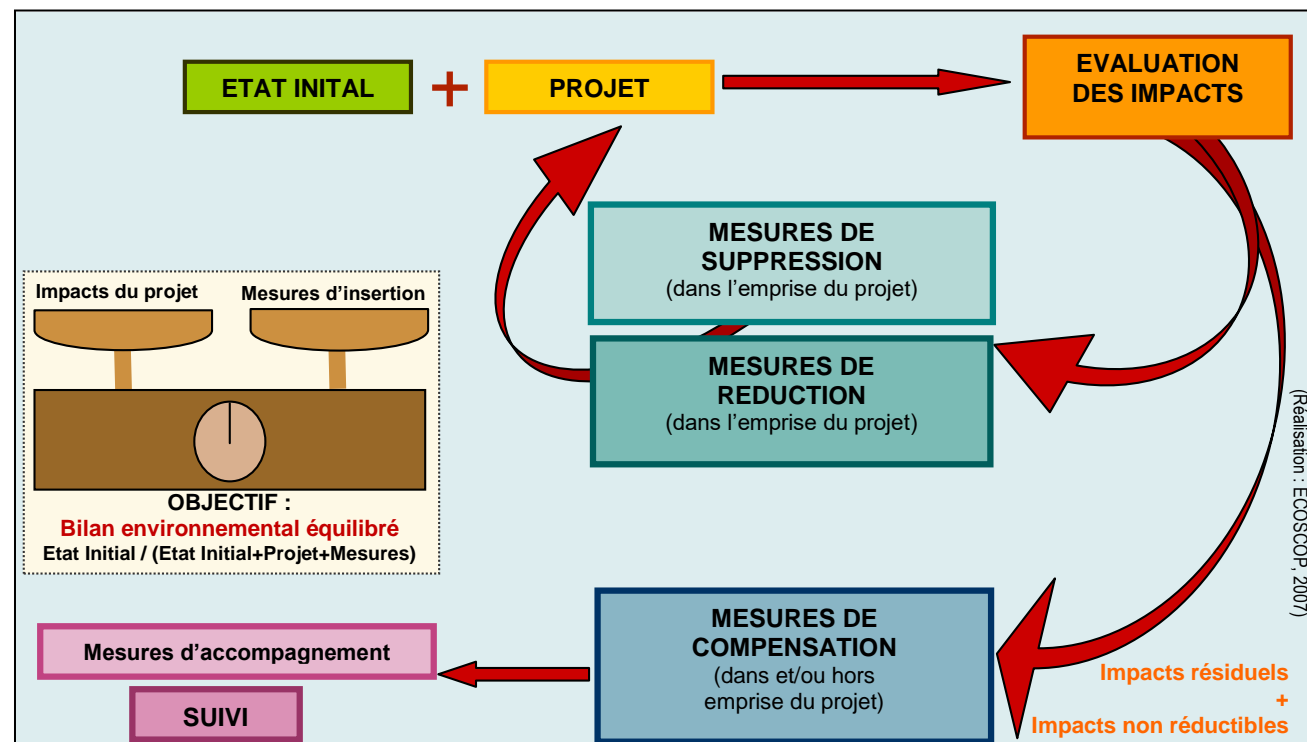 ETAT INITAL
+
PROJET
EVALUATION
DES IMPACTS
MESURES DE
SUPPRESSION
(dans l’emprise du projet)
MESURES DE
REDUCTION
(dans l’emprise du projet)
Impacts du projet
Mesures d’insertion
OBJECTIF :
Bilan environnemental équilibré
Etat Initial / (Etat Initial+Projet+Mesures)
(Réalisation : ECOSCOP, 2007)
MESURES DE
COMPENSATION
(dans et/ou hors
emprise du projet)
Mesures d’accompagnement
SUIVI
Impacts résiduels
+
Impacts non réductibles